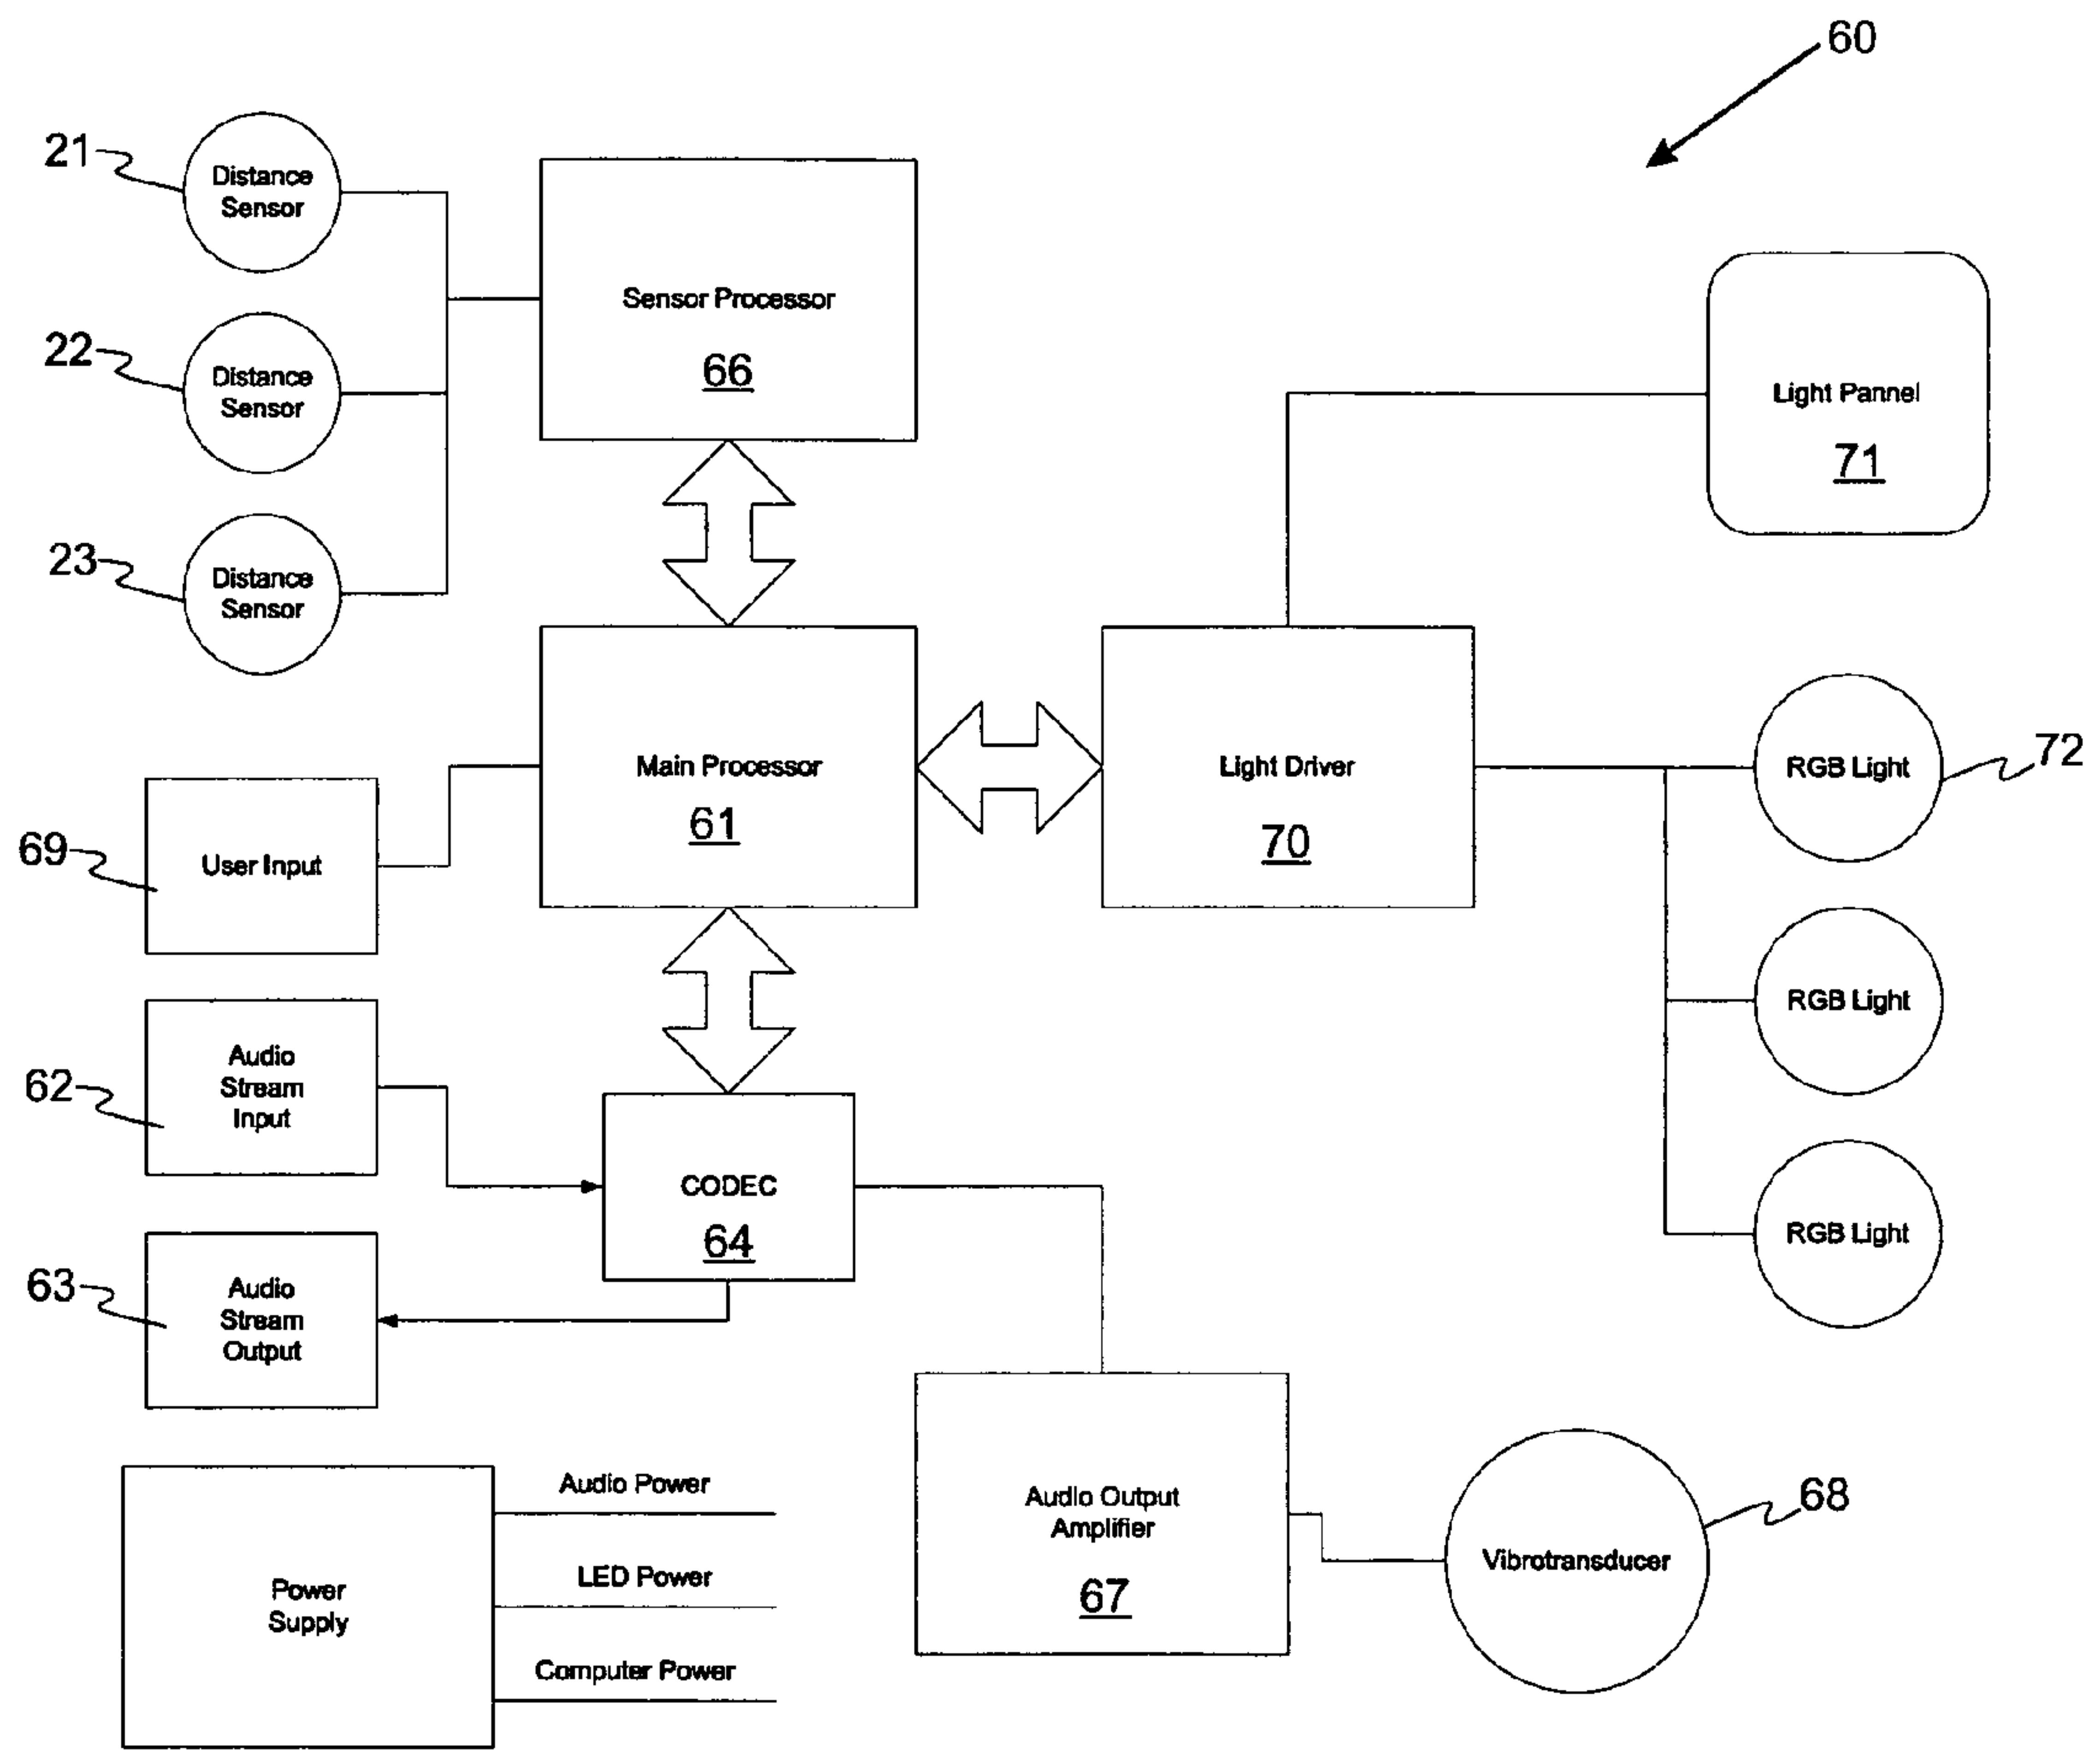 60
21
Distance
Sensor
Sensor Processor
66
22
Distance
Sensor
Light Pannel
71
23
Distance
Sensor
Main Processor
61
Light Driver
70
RGB Light
72
69
User Input
RGB Light
62
Audio
Stream
Input
CODEC
64
RGB Light
63
Audio
Stream
Output
Audio Power
LED Power
Computer Power
Power
Supply
Audio Output
Amplifier
67
Vibrotransducer
68